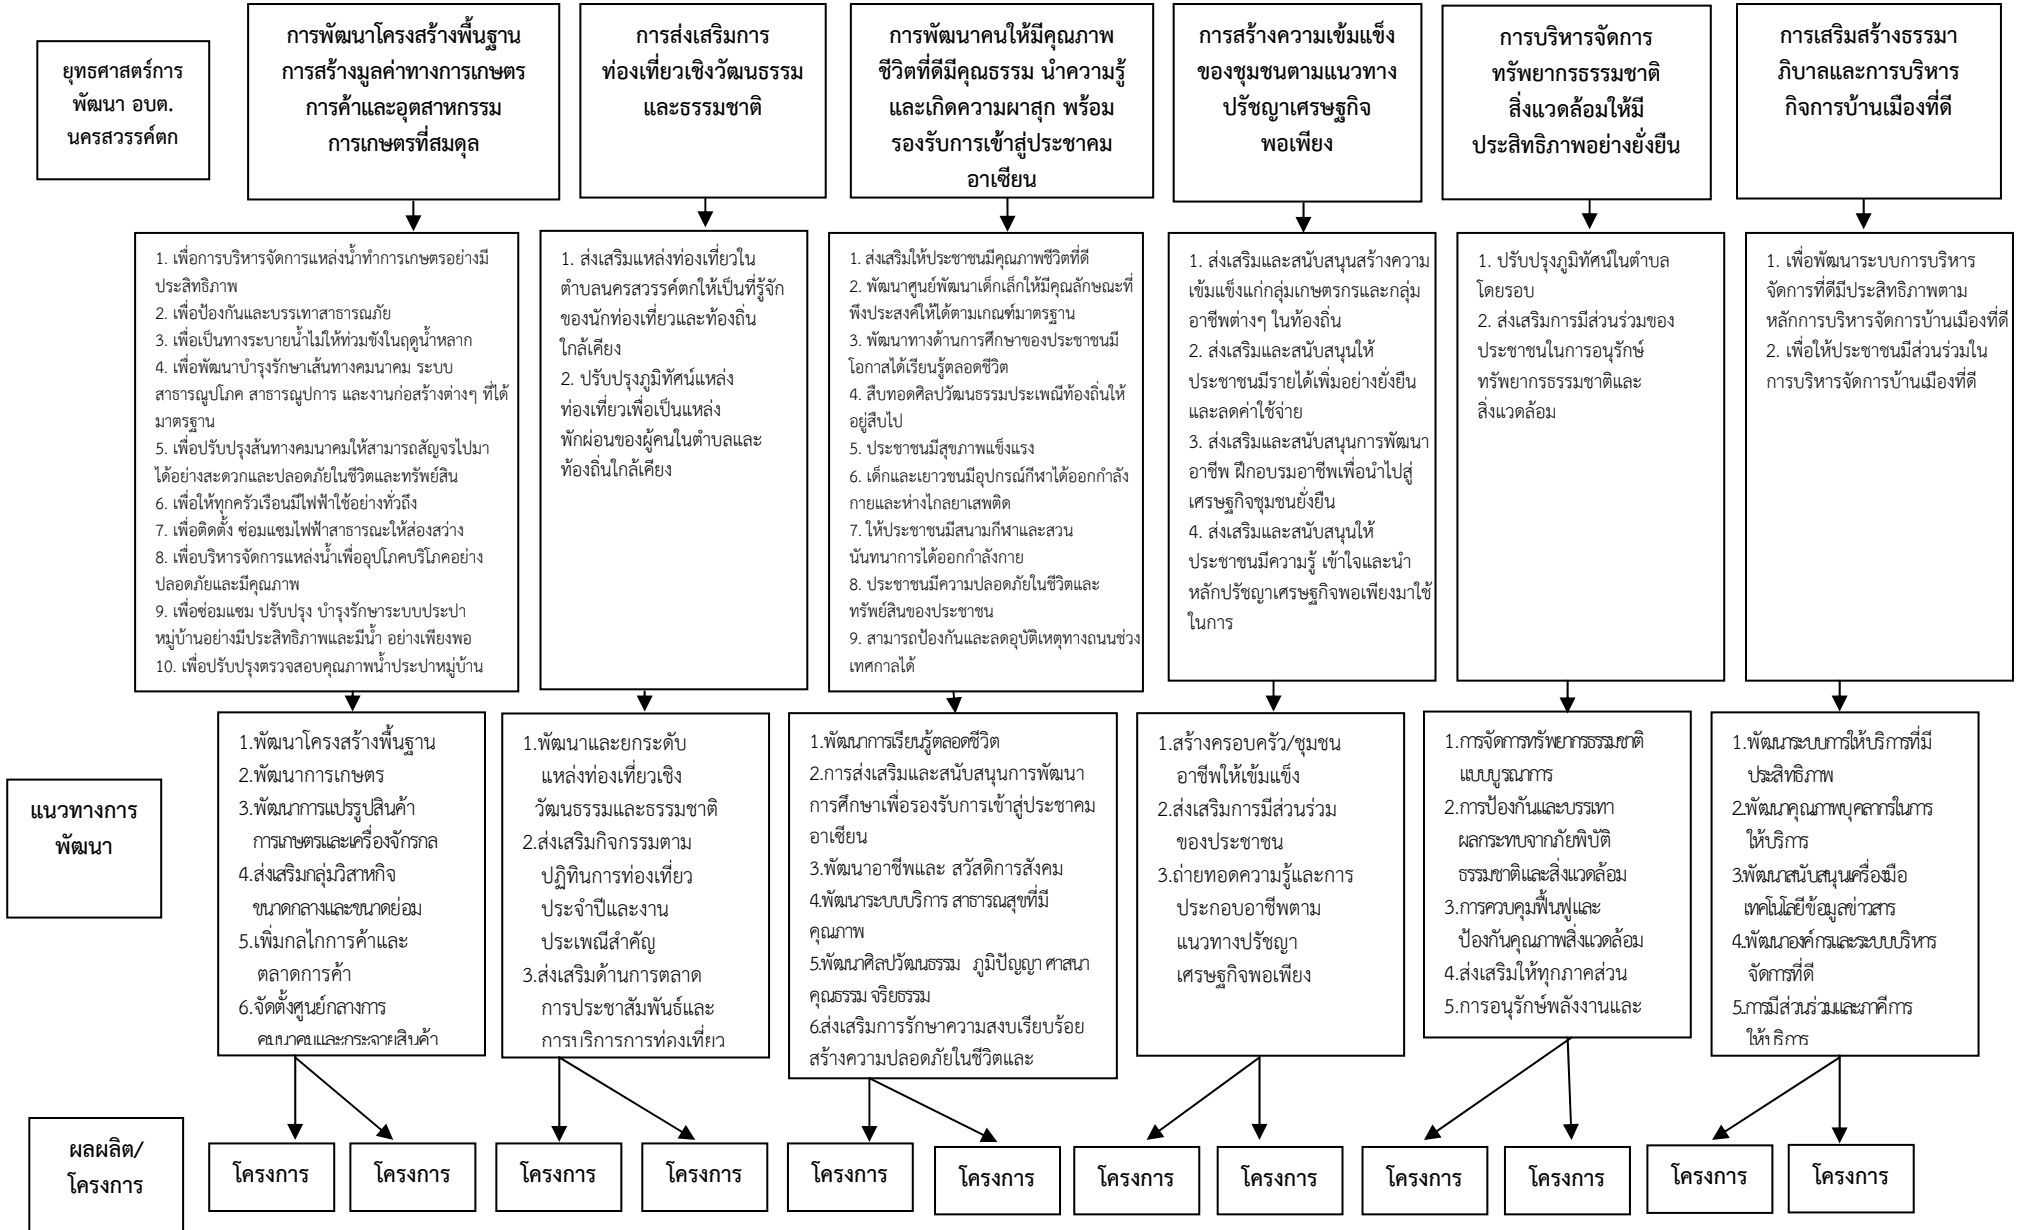 ยุทธศาสตร์การ
พัฒนา อบต.
นครสวรรค์ตก
การพัฒนาโครงสร้างพื้นฐาน
การสร้างมูลค่าทางการเกษตร
การค้าและอุตสาหกรรม
การเกษตรที่สมดุล
การส่งเสริมการ
ท่องเที่ยวเชิงวัฒนธรรม
และธรรมชาติ
การพัฒนาคนให้มีคุณภาพ
ชีวิตที่ดีมีคุณธรรม นำความรู้
และเกิดความผาสุก พร้อม
รองรับการเข้าสู่ประชาคม
อาเซียน
การสร้างความเข้มแข็ง
ของชุมชนตามแนวทาง
ปรัชญาเศรษฐกิจ
พอเพียง
การบริหารจัดการ
ทรัพยากรธรรมชาติ
สิ่งแวดล้อมให้มี
ประสิทธิภาพอย่างยั่งยืน
การเสริมสร้างธรรมา
ภิบาลและการบริหาร
กิจการบ้านเมืองที่ดี
1. เพื่อการบริหารจัดการแหล่งน้ำทำการเกษตรอย่างมี
ประสิทธิภาพ
2. เพื่อป้องกันและบรรเทาสาธารณภัย
3. เพื่อเป็นทางระบายน้ำไม่ให้ท่วมขังในฤดูน้ำหลาก
4. เพื่อพัฒนาบำรุงรักษาเส้นทางคมนาคม ระบบ
สาธารณูปโภค สาธารณูปการ และงานก่อสร้างต่างๆ ที่ได้
มาตรฐาน
5. เพื่อปรับปรุงส้นทางคมนาคมให้สามารถสัญจรไปมา
ได้อย่างสะดวกและปลอดภัยในชีวิตและทรัพย์สิน
6. เพื่อให้ทุกครัวเรือนมีไฟฟ้าใช้อย่างทั่วถึง
7. เพื่อติดตั้ง ซ่อมแซมไฟฟ้าสาธารณะให้ส่องสว่าง
8. เพื่อบริหารจัดการแหล่งน้ำเพื่ออุปโภคบริโภคอย่าง
ปลอดภัยและมีคุณภาพ
9. เพื่อซ่อมแซม ปรับปรุง บำรุงรักษาระบบประปา
หมู่บ้านอย่างมีประสิทธิภาพและมีน้ำ อย่างเพียงพอ
10. เพื่อปรับปรุงตรวจสอบคุณภาพน้ำประปาหมู่บ้าน
1. ส่งเสริมแหล่งท่องเที่ยวใน
ตำบลนครสวรรค์ตกให้เป็นที่รู้จัก
ของนักท่องเที่ยวและท้องถิ่น
ใกล้เคียง
2. ปรับปรุงภูมิทัศน์แหล่ง
ท่องเที่ยวเพื่อเป็นแหล่ง
พักผ่อนของผู้คนในตำบลและ
ท้องถิ่นใกล้เคียง
1. ส่งเสริมให้ประชาชนมีคุณภาพชีวิตที่ดี
2. พัฒนาศูนย์พัฒนาเด็กเล็กให้มีคุณลักษณะที่
พึงประสงค์ให้ได้ตามเกณฑ์มาตรฐาน
3. พัฒนาทางด้านการศึกษาของประชาชนมี
โอกาสได้เรียนรู้ตลอดชีวิต
4. สืบทอดศิลปวัฒนธรรมประเพณีท้องถิ่นให้
อยู่สืบไป
5. ประชาชนมีสุขภาพแข็งแรง
6. เด็กและเยาวชนมีอุปกรณ์กีฬาได้ออกกำลัง
กายและห่างไกลยาเสพติด
7. ให้ประชาชนมีสนามกีฬาและสวน
นันทนาการได้ออกกำลังกาย
8. ประชาชนมีความปลอดภัยในชีวิตและ
ทรัพย์สินของประชาชน
9. สามารถป้องกันและลดอุบัติเหตุทางถนนช่วง
เทศกาลได้
1. ส่งเสริมและสนับสนุนสร้างความ
เข้มแข็งแก่กลุ่มเกษตรกรและกลุ่ม
อาชีพต่างๆ ในท้องถิ่น
2. ส่งเสริมและสนับสนุนให้
ประชาชนมีรายได้เพิ่มอย่างยั่งยืน
และลดค่าใช้จ่าย
3. ส่งเสริมและสนับสนุนการพัฒนา
อาชีพ ฝึกอบรมอาชีพเพื่อนำไปสู่
เศรษฐกิจชุมชนยั่งยืน
4. ส่งเสริมและสนับสนุนให้
ประชาชนมีความรู้ เข้าใจและนำ
หลักปรัชญาเศรษฐกิจพอเพียงมาใช้
ในการ
1. ปรับปรุงภูมิทัศน์ในตำบล
โดยรอบ
2. ส่งเสริมการมีส่วนร่วมของ
ประชาชนในการอนุรักษ์
ทรัพยากรธรรมชาติและ
สิ่งแวดล้อม
1. เพื่อพัฒนาระบบการบริหาร
จัดการที่ดีมีประสิทธิภาพตาม
หลักการบริหารจัดการบ้านเมืองที่ดี
2. เพื่อให้ประชาชนมีส่วนร่วมใน
การบริหารจัดการบ้านเมืองที่ดี
แนวทางการ
พัฒนา
1.พัฒนาโครงสร้างพื้นฐาน
2.พัฒนาการเกษตร
3.พัฒนาการแปรรูปสินค้า
การเกษตรและเครื่องจักรกล
4.ส่งเสริมกลุ่มวิสาหกิจ
ขนาดกลางและขนาดย่อม
5.เพิ่มกลไกการค้าและ
ตลาดการค้า
6.จัดตั้งศูนย์กลางการ
คมนาคมและกระจายสินค้า
1.พัฒนาและยกระดับ
แหล่งท่องเที่ยวเชิง
วัฒนธรรมและธรรมชาติ
2.ส่งเสริมกิจกรรมตาม
ปฏิทินการท่องเที่ยว
ประจำปีและงาน
ประเพณีสำคัญ
3.ส่งเสริมด้านการตลาด
การประชาสัมพันธ์และ
การบริการการท่องเที่ยว
1.พัฒนาการเรียนรู้ตลอดชีวิต
2.การส่งเสริมและสนับสนุนการพัฒนา
การศึกษาเพื่อรองรับการเข้าสู่ประชาคม
อาเซียน
3.พัฒนาอาชีพและ สวัสดิการสังคม
4.พัฒนาระบบบริการ สาธารณสุขที่มี
คุณภาพ
5.พัฒนาศิลปวัฒนธรรม ภูมิปัญญา ศาสนา
คุณธรรม จริยธรรม
6.ส่งเสริมการรักษาความสงบเรียบร้อย
สร้างความปลอดภัยในชีวิตและ
1.สร้างครอบครัว/ชุมชน
อาชีพให้เข้มแข็ง
2.ส่งเสริมการมีส่วนร่วม
ของประชาชน
3.ถ่ายทอดความรู้และการ
ประกอบอาชีพตาม
แนวทางปรัชญา
เศรษฐกิจพอเพียง
1.การจัดการทรัพยากรธรรมชาติ
แบบบูรณาการ
2.การป้องกันและบรรเทา
ผลกระทบจากภัยพิบัติ
ธรรมชาติและสิ่งแวดล้อม
3.การควบคุมฟื้นฟูและ
ป้องกันคุณภาพสิ่งแวดล้อม
4.ส่งเสริมให้ทุกภาคส่วน
5.การอนุรักษ์พลังงานและ
1.พัฒนาระบบการให้บริการที่มี
ประสิทธิภาพ
2.พัฒนาคุณภาพบุคลากรในการ
ให้บริการ
3.พัฒนาสนับสนุนเครื่องมือ
เทคโนโลยีข้อมูลข่าวสาร
4.พัฒนาองค์กรและระบบบริหาร
จัดการที่ดี
5.การมีส่วนร่วมและภาคีการ
ให้บริการ
ผลผลิต/
โครงการ
โครงการ
โครงการ
โครงการ
โครงการ
โครงการ
โครงการ
โครงการ
โครงการ
โครงการ
โครงการ
โครงการ
โครงการ